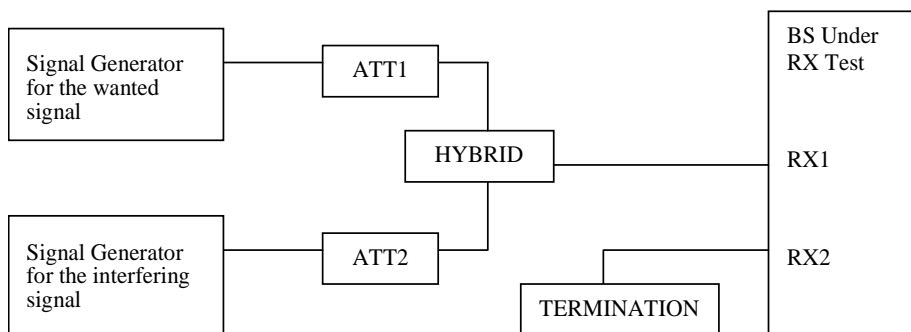 Signal Generator
for the wanted
signal
ATT1
BS Under
RX Test
HYBRID
RX1
Signal Generator
for the interfering
signal
ATT2
RX2
TERMINATION